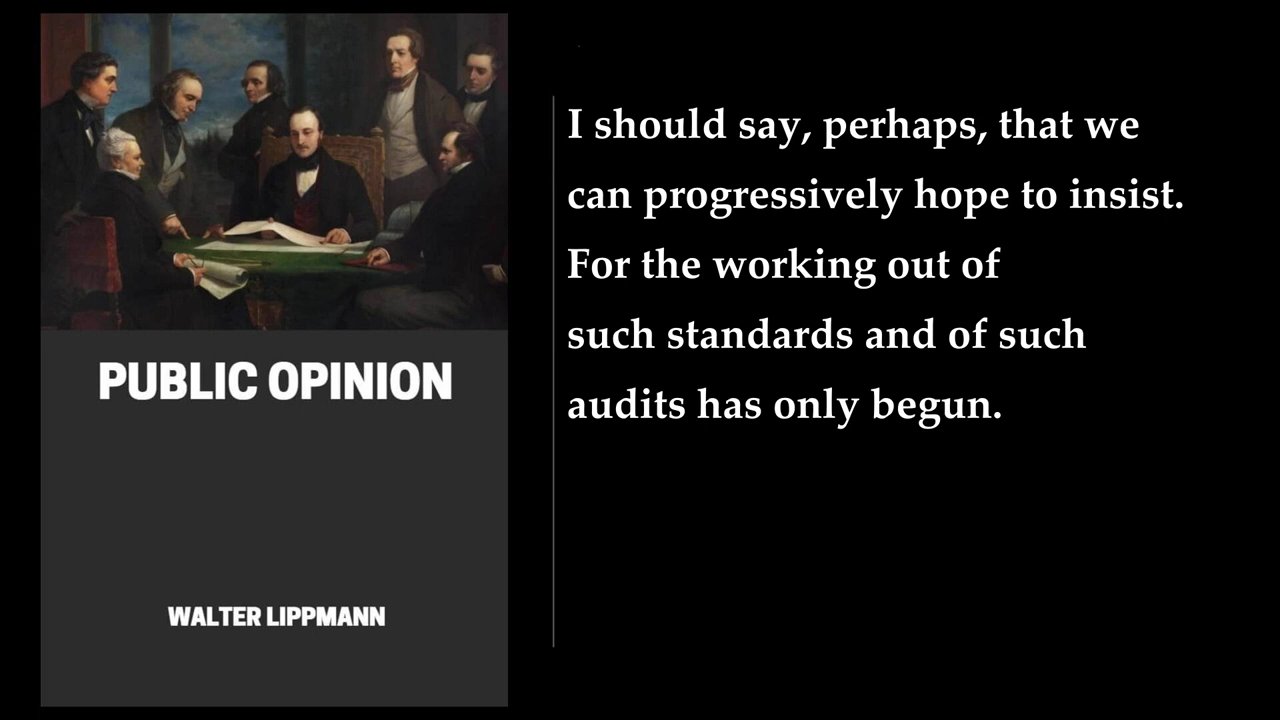 PUBLIC OPINION
WALTER LIPPMANN
I should say, perhaps, that we
can progressively hope to insist.
For the working out of
such standards and of such
audits has only begun.